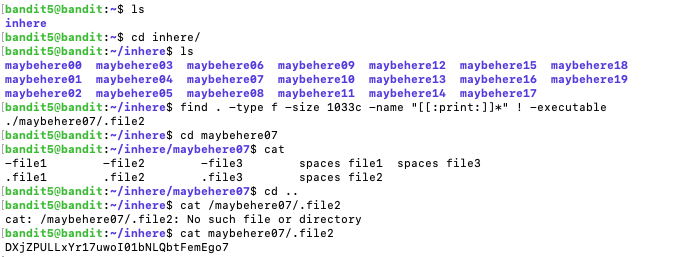 [bandit5@bandit:~$ ls
inhere
[bandit5@bandit:~$ cd inhere/
[bandit5@bandit:~/inhere$ ls
maybehere00 maybehere03 maybehere06 maybehere09 maybehere12 maybehere15 maybehere18
maybehere01 maybehere04 maybehere07 maybehere10 maybehere13 maybehere16 maybehere19
maybehere02 maybehere05 maybehere08 maybehere11 maybehere14 maybehere17
[bandit5@bandit:~/inhere$ find . -type f -size 1033c -name "[[:print:]]*" ! -executable
./maybehere07/.file2
[bandit5@bandit:~/inhere$ cd maybehere07
[bandit5@bandit:~/inhere/maybehere07$ cat
-file1 -file2 -file3 spaces file1 spaces file3
.file1 .file2 .file3 spaces file2
[bandit5@bandit:~/inhere/maybehere07$ cd ..
[bandit5@bandit:~/inhere$ cat /maybehere07/.file2
cat: /maybehere07/.file2: No such file or directory
[bandit5@bandit:~/inhere$ cat maybehere07/.file2
DXjZPULLxYr17uwoI01bNLQbtFemEgo7